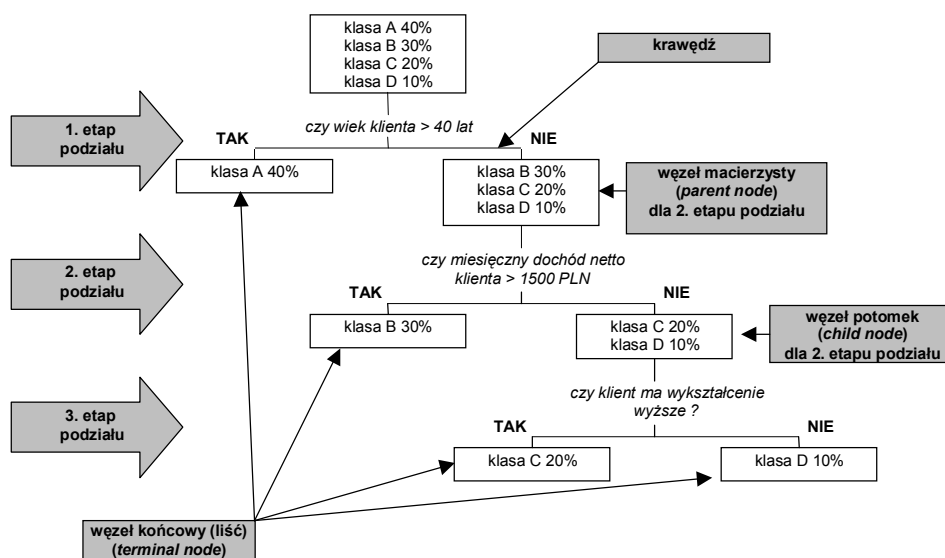 klasa A 40%
klasa B 30%
klasa C 20%
klasa D 10%
krawędź
czy wiek klienta > 40 lat
1. etap
podziału
TAK
NIE
klasa A 40%
klasa B 30%
klasa C 20%
klasa D 10%
węzeł macierzysty
(parent node)
dla 2. etapu podziału
czy miesięczny dochód netto
klienta > 1500 PLN
2. etap
podziału
TAK
NIE
klasa B 30%
klasa C 20%
klasa D 10%
węzeł potomek
(child node)
dla 2. etapu podziału
czy klient ma wykształcenie
wyższe ?
3. etap
podziału
TAK
NIE
klasa C 20%
klasa D 10%
węzeł końcowy (liść)
(terminal node)